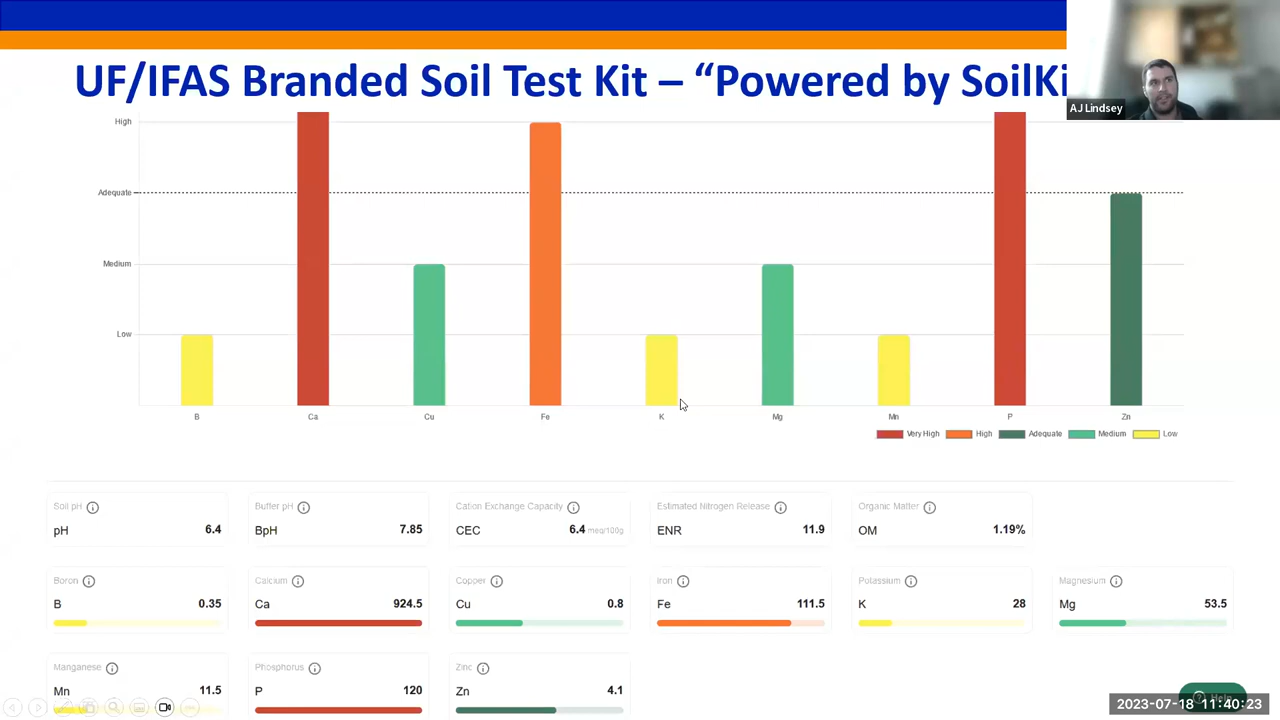 UF/IFAS Branded Soil Test Kit – “Powered by SoilKi
AJ Lindsey
High
Adequate
Medium
Low
B Ca Cu Fe K Mg Mn P Zn
Very High High Adequate Medium Low
Soil pH Buffer pH Cation Exchange Capacity Estimated Nitrogen Release Organic Matter
pH 6.4 BpH 7.85 CEC 6.4 meq/100g ENR 11.9 OM 1.19%
Boron Calcium Copper Iron Potassium Magnesium
B 0.35 Ca 924.5 Cu 0.8 Fe 111.5 K 28 Mg 53.5
Manganese Phosphorus Zinc
Mn 11.5 P 120 Zn 4.1
Help
2023-07-18 11:40:23